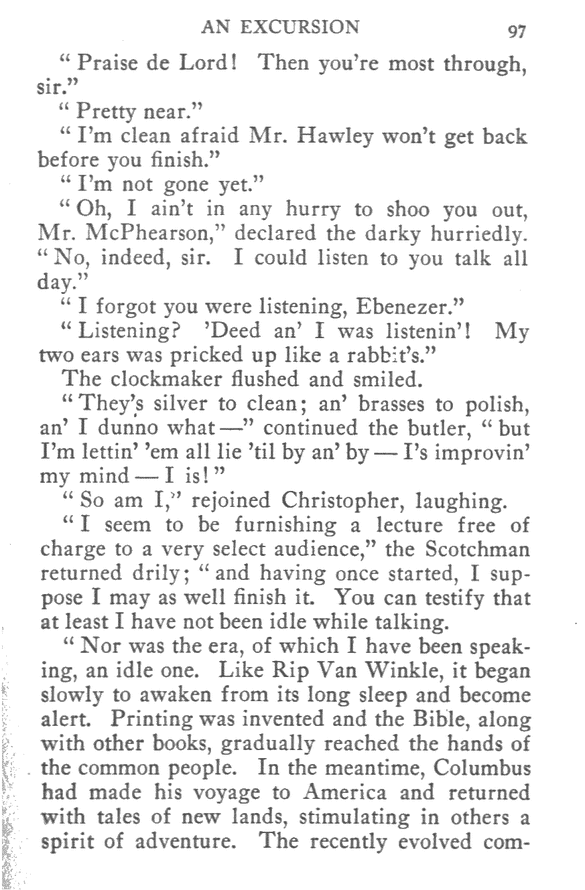 AN EXCURSION 97
“ Praise de Lord! Then you’re most through,
sir.”
“ Pretty near.”
“ I’m clean afraid Mr. Hawley won’t get back
before you finish.”
“ I’m not gone yet.”
“ Oh, I ain’t in any hurry to shoo you out,
Mr. McPhearson,” declared the darky hurriedly.
“ No, indeed, sir. I could listen to you talk all
day.”
“ I forgot you were listening, Ebenezer.”
“ Listening? ’Deed an’ I was listenin’! My
two ears was pricked up like a rabbit’s.”
The clockmaker flushed and smiled.
“ They’s silver to clean; an’ brasses to polish,
an’ I dunno what —” continued the butler, “ but
I’m lettin’ ’em all lie ’til by an’ by — I’s improvin’
my mind — I is! ”
“ So am I,” rejoined Christopher, laughing.
“ I seem to be furnishing a lecture free of
charge to a very select audience,” the Scotchman
returned drily; “ and having once started, I sup-
pose I may as well finish it. You can testify that
at least I have not been idle while talking.
“ Nor was the era, of which I have been speak-
ing, an idle one. Like Rip Van Winkle, it began
slowly to awaken from its long sleep and become
alert. Printing was invented and the Bible, along
with other books, gradually reached the hands of
the common people. In the meantime, Columbus
had made his voyage to America and returned
with tales of new lands, stimulating in others a
spirit of adventure. The recently evolved com-